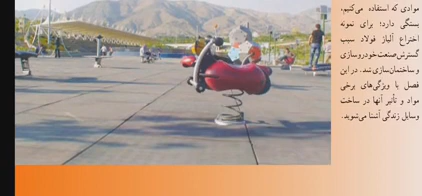 موادی که استفاده می‌کنیم،
بستگی دارد؛ برای نمونه
اختراع آلیاژ فولاد سبب
گسترش صنعت خودروسازی
و ساختمان‌سازی شد. در این
فصل با ویژگی‌های برخی
مواد و تأثیر آنها در ساخت
وسایل زندگی آشنا می‌شوید.